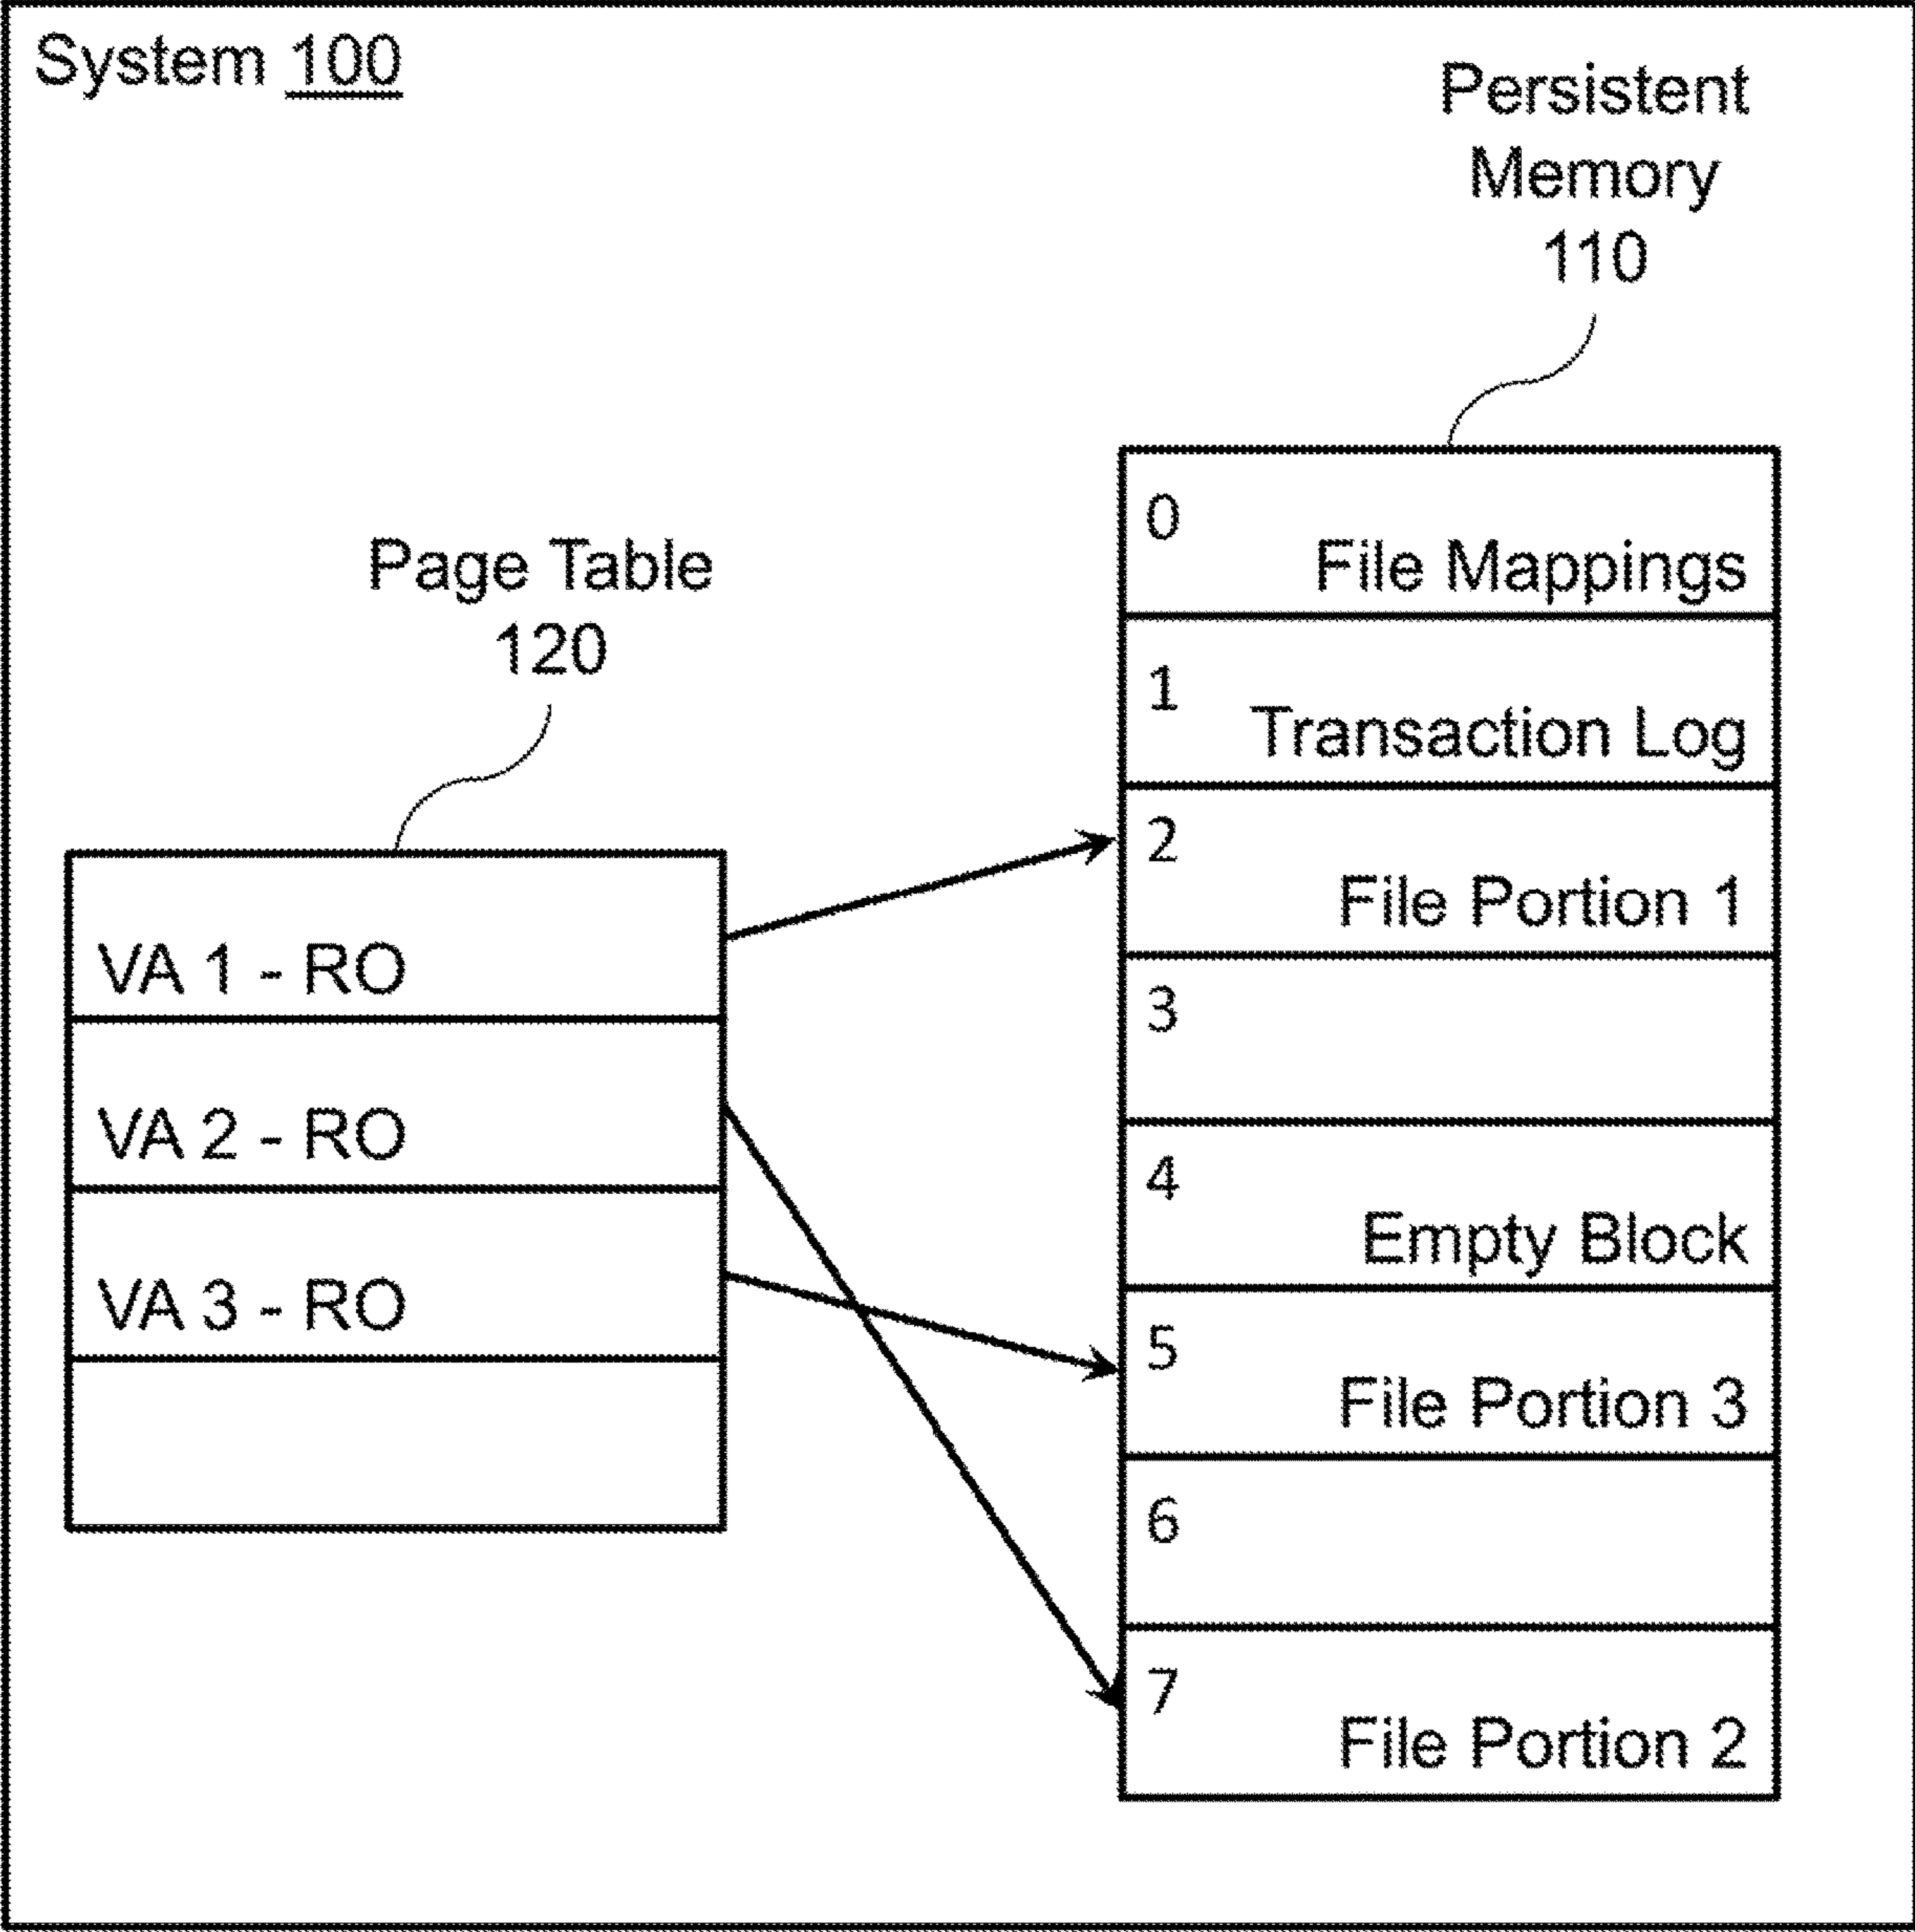 System 100
Persistent
Memory
110
0
File Mappings
Page Table
120
1
Transaction Log
2
File Portion 1
VA 1 - RO
3
VA 2 - RO
4
Empty Block
VA 3 - RO
5
File Portion 3
6
7
File Portion 2